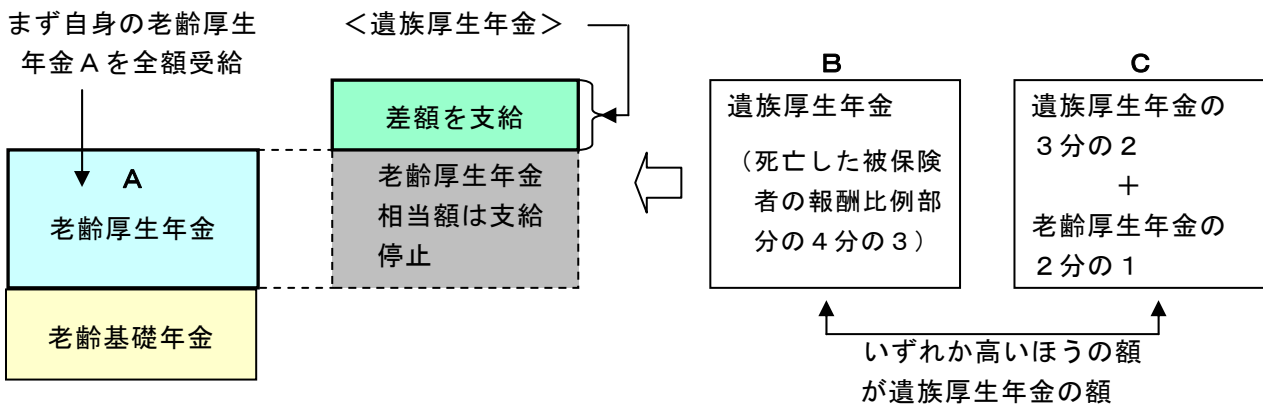 まず自身の老齢厚生
年金Aを全額受給
A
老齢厚生年金
老齢基礎年金
<遺族厚生年金>
差額を支給
老齢厚生年金
相当額は支給
停止
B
遺族厚生年金
(死亡した被保険
者の報酬比例部
分の4分の3)
C
遺族厚生年金の
3分の2
+
老齢厚生年金の
2分の1
いずれか高いほうの額
が遺族厚生年金の額